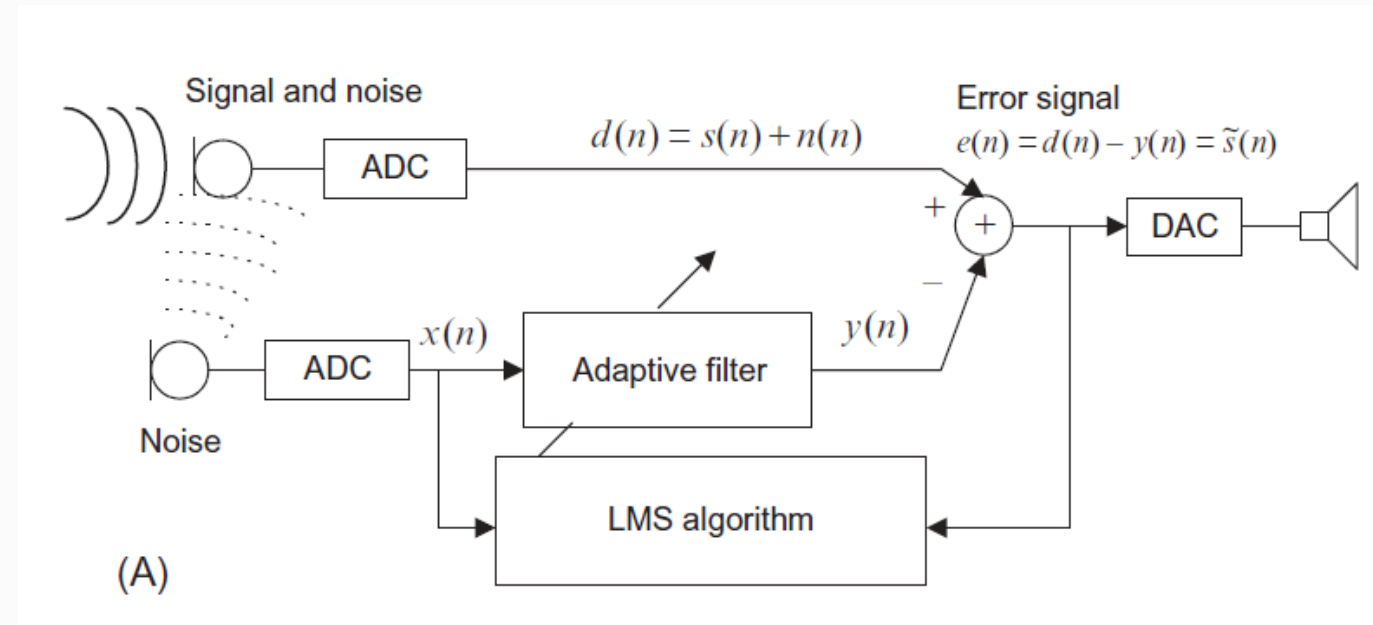 Signal and noise
Error signal
d(n) = s(n) + n(n)
e(n) = d(n) − y(n) = s̃(n)
ADC
+
+
DAC
−
x(n)
y(n)
ADC
Adaptive filter
Noise
LMS algorithm
(A)